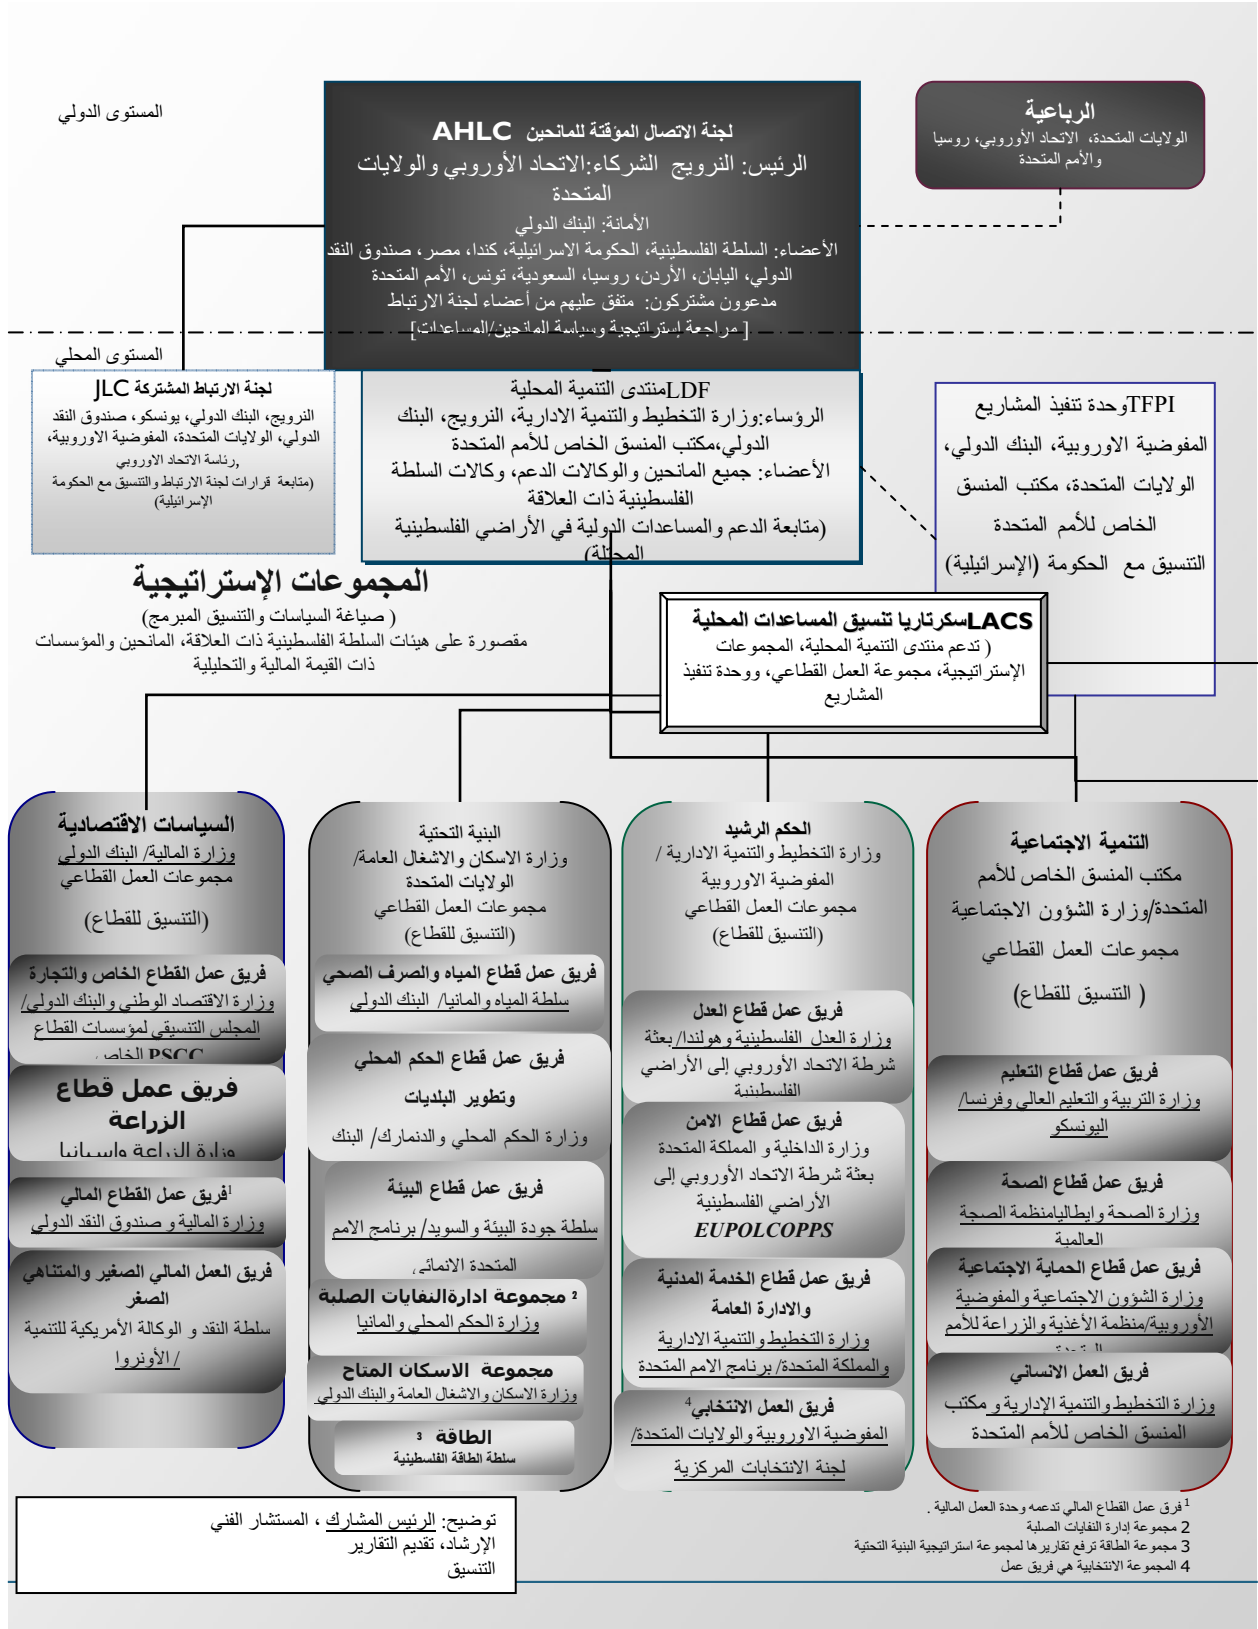 المستوى الدولي
لجنة الاتصال المؤقتة للمانحين AHLC
الرئيس: النرويج الشركاء:الاتحاد الأوروبي والولايات
المتحدة
الأمانة: البنك الدولي
الأعضاء: السلطة الفلسطينية، الحكومة الاسرائيلية، كندا، مصر، صندوق النقد
الدولي، اليابان، الأردن، روسيا، السعودية، تونس، الأمم المتحدة
مدعوون مشتركون: متفق عليهم من أعضاء لجنة الارتباط
[ مراجعة إستراتيجية وسياسة المانحين/المساعدات]
الرباعية
الولايات المتحدة، الاتحاد الأوروبي، روسيا
والأمم المتحدة
المستوى المحلي
لجنة الارتباط المشتركة JLC
النرويج، البنك الدولي، يونسكو، صندوق النقد
الدولي، الولايات المتحدة، المفوضية الاوروبية،
رئاسة الاتحاد الاوروبي,
(متابعة قرارات لجنة الارتباط والتنسيق مع الحكومة
الإسرائيلية)
LDFمنتدى التنمية المحلية
الرؤساء:وزارة التخطيط والتنمية الادارية، النرويج، البنك
الدولي،مكتب المنسق الخاص للأمم المتحدة
الأعضاء: جميع المانحين والوكالات الدعم، وكالات السلطة
الفلسطينية ذات العلاقة
(متابعة الدعم والمساعدات الدولية في الأراضي الفلسطينية
المحتلة)
TFPIوحدة تنفيذ المشاريع
المفوضية الاوروبية، البنك الدولي،
الولايات المتحدة، مكتب المنسق
الخاص للأمم المتحدة
التنسيق مع الحكومة (الإسرائيلية)
المجموعات الإستراتيجية
( صياغة السياسات والتنسيق المبرمج)
مقصورة على هيئات السلطة الفلسطينية ذات العلاقة، المانحين والمؤسسات
ذات القيمة المالية والتحليلية
LACSسكرتاريا تنسيق المساعدات المحلية
( تدعم منتدى التنمية المحلية، المجموعات
الإستراتيجية، مجموعة العمل القطاعي، ووحدة تنفيذ
المشاريع
التنمية الاجتماعية
مكتب المنسق الخاص للأمم
المتحدة/وزارة الشؤون الاجتماعية
مجموعات العمل القطاعي
( التنسيق للقطاع)
فريق عمل قطاع التعليم
وزارة التربية والتعليم العالي وفرنسا/
اليونسكو
فريق عمل قطاع الصحة
وزارة الصحة وايطاليامنظمة الصحة
العالمية
فريق عمل قطاع الحماية الاجتماعية
وزارة الشؤون الاجتماعية والمفوضية
الأوروبية/منظمة الأغذية والزراعة للأمم
المتحدة
فريق العمل الانساني
وزارة التخطيط والتنمية الإدارية و مكتب
المنسق الخاص للأمم المتحدة
الحكم الرشيد
وزارة التخطيط والتنمية الادارية /
المفوضية الاوروبية
مجموعات العمل القطاعي
(التنسيق للقطاع)
فريق عمل قطاع العدل
وزارة العدل الفلسطينية وهولندا/ بعثة
شرطة الاتحاد الأوروبي إلى الأراضي
الفلسطينية
فريق عمل قطاع الامن
وزارة الداخلية و المملكة المتحدة
بعثة شرطة الاتحاد الأوروبي إلى
الأراضي الفلسطينية
EUPOLCOPPS
فريق عمل قطاع الخدمة المدنية
والادارة العامة
وزارة التخطيط والتنمية الادارية
والمملكة المتحدة/ برنامج الامم المتحدة
فريق العمل الانتخابي4
المفوضية الاوروبية والولايات المتحدة/
لجنة الانتخابات المركزية
البنية التحتية
وزارة الاسكان والاشغال العامة/
الولايات المتحدة
مجموعات العمل القطاعي
(التنسيق للقطاع)
فريق عمل قطاع المياه والصرف الصحي
سلطة المياه والمانيا/ البنك الدولي
فريق عمل قطاع الحكم المحلي
وتطوير البلديات
وزارة الحكم المحلي والدنمارك/ البنك
فريق عمل قطاع البيئة
سلطة جودة البيئة والسويد/ برنامج الامم
المتحدة الانمائي
2 مجموعة ادارةالنفايات الصلبة
وزارة الحكم المحلي والمانيا
مجموعة الاسكان المتاح
وزارة الاسكان والاشغال العامة والبنك الدولي
الطاقة 3
سلطة الطاقة الفلسطينية
السياسات الاقتصادية
وزارة المالية/ البنك الدولي
مجموعات العمل القطاعي
(التنسيق للقطاع)
فريق عمل القطاع الخاص والتجارة
وزارة الاقتصاد الوطني والبنك الدولي/
المجلس التنسيقي لمؤسسات القطاع
الخاص PSCC
فريق عمل قطاع
الزراعة
وزارة الزراعة واسبانيا
1فريق عمل القطاع المالي
وزارة المالية و صندوق النقد الدولي
فريق العمل المالي الصغير والمتناهي
الصغر
سلطة النقد و الوكالة الأمريكية للتنمية
/ الأونروا
توضيح: الرئيس المشارك ، المستشار الفني
الإرشاد، تقديم التقارير
التنسيق
1 فرق عمل القطاع المالي تدعمه وحدة العمل المالية .
2 مجموعة إدارة النفايات الصلبة
3 مجموعة الطاقة ترفع تقاريرها لمجموعة استراتيجية البنية التحتية
4 المجموعة الانتخابية هي فريق عمل